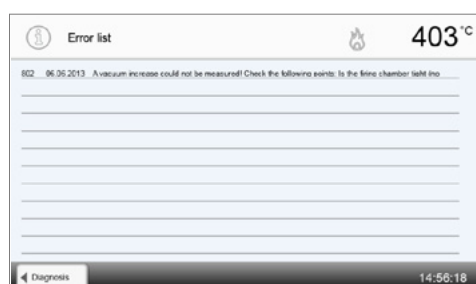 Error list
403 °C
802 06.06.2013 A vacuum increase could not be measured! Check the following points: Is the firing chamber tight (no
Diagnosis
14:56:18